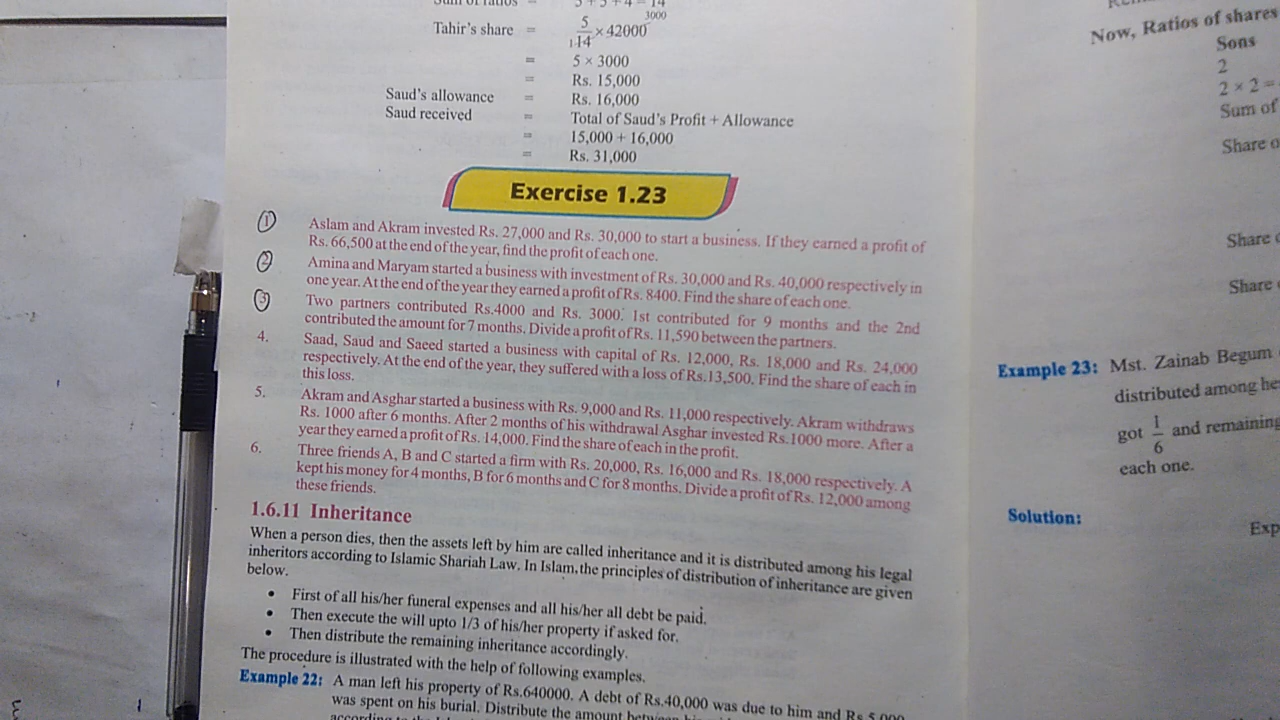 3000
Tahir's share = 5/14 × 42000
1
= 5 × 3000
= Rs. 15,000
Saud's allowance = Rs. 16,000
Saud received = Total of Saud's Profit + Allowance
= 15,000 + 16,000
= Rs. 31,000
Exercise 1.23
1 Aslam and Akram invested Rs. 27,000 and Rs. 30,000 to start a business. If they earned a profit of
Rs. 66,500 at the end of the year, find the profit of each one.
2 Amina and Maryam started a business with investment of Rs. 30,000 and Rs. 40,000 respectively in
one year. At the end of the year they earned a profit of Rs. 8400. Find the share of each one.
3 Two partners contributed Rs.4000 and Rs. 3000. 1st contributed for 9 months and the 2nd
contributed the amount for 7 months. Divide a profit of Rs. 11,590 between the partners.
4. Saad, Saud and Saeed started a business with capital of Rs. 12,000, Rs. 18,000 and Rs. 24,000
respectively. At the end of the year, they suffered with a loss of Rs.13,500. Find the share of each in
this loss.
5. Akram and Asghar started a business with Rs. 9,000 and Rs. 11,000 respectively. Akram withdraws
Rs. 1000 after 6 months. After 2 months of his withdrawal Asghar invested Rs.1000 more. After a
year they earned a profit of Rs. 14,000. Find the share of each in the profit.
6. Three friends A, B and C started a firm with Rs. 20,000, Rs. 16,000 and Rs. 18,000 respectively. A
kept his money for 4 months, B for 6 months and C for 8 months. Divide a profit of Rs. 12,000 among
these friends.
1.6.11 Inheritance
When a person dies, then the assets left by him are called inheritance and it is distributed among his legal
inheritors according to Islamic Shariah Law. In Islam, the principles of distribution of inheritance are given
below.
• First of all his/her funeral expenses and all his/her all debt be paid.
• Then execute the will upto 1/3 of his/her property if asked for.
• Then distribute the remaining inheritance accordingly.
The procedure is illustrated with the help of following examples.
Example 22: A man left his property of Rs.640000. A debt of Rs.40,000 was due to him and Rs 5,000
was spent on his burial. Distribute the amount between
Now, Ratios of shares
Sons
2
2 × 2 =
Sum of
Share o
Share
Share
Example 23: Mst. Zainab Begum
distributed among he
got 1/6 and remaining
each one.
Solution:
Exp